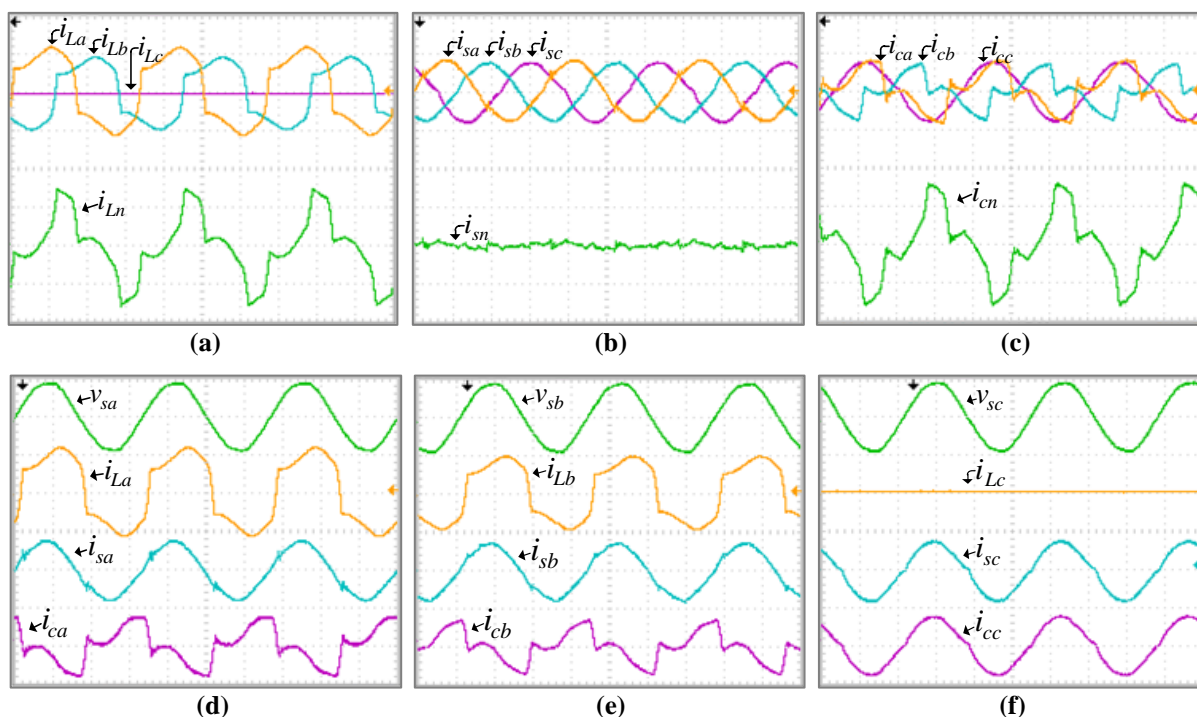 i_La i_Lb i_Lc
i_Ln
(a)
i_sa i_sb i_sc
i_sn
(b)
i_ca i_cb i_cc
i_cn
(c)
v_sa
i_La
i_sa
i_ca
(d)
v_sb
i_Lb
i_sb
i_cb
(e)
v_sc
i_Lc
i_sc
i_cc
(f)